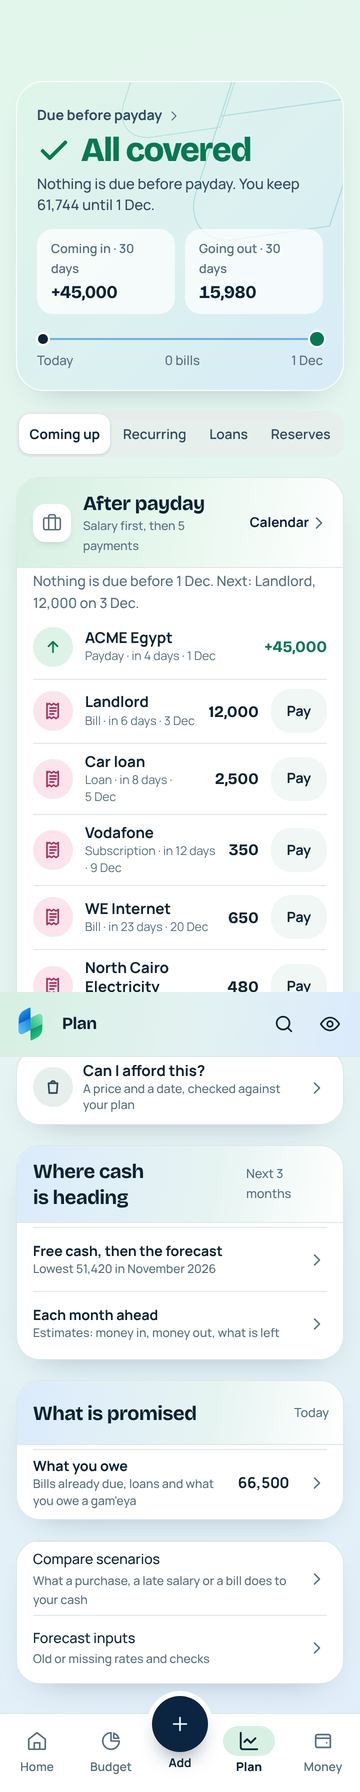 Due before payday
All covered
Nothing is due before payday. You keep
61,744 until 1 Dec.
Coming in · 30
days
+45,000
Going out · 30
days
15,980
Today
0 bills
1 Dec
Coming up
Recurring
Loans
Reserves
After payday
Salary first, then 5
payments
Calendar
Nothing is due before 1 Dec. Next: Landlord,
12,000 on 3 Dec.
ACME Egypt
Payday · in 4 days · 1 Dec
+45,000
Landlord
Bill · in 6 days · 3 Dec
12,000
Pay
Car loan
Loan · in 8 days ·
5 Dec
2,500
Pay
Vodafone
Subscription · in 12 days
· 9 Dec
350
Pay
WE Internet
Bill · in 23 days · 20 Dec
650
Pay
North Cairo
Electricity
480
Pay
Plan
Can I afford this?
A price and a date, checked against
your plan
Where cash
is heading
Next 3
months
Free cash, then the forecast
Lowest 51,420 in November 2026
Each month ahead
Estimates: money in, money out, what is left
What is promised
Today
What you owe
Bills already due, loans and what
you owe a gam'eya
66,500
Compare scenarios
What a purchase, a late salary or a bill does to
your cash
Forecast inputs
Old or missing rates and checks
Home
Budget
Add
Plan
Money